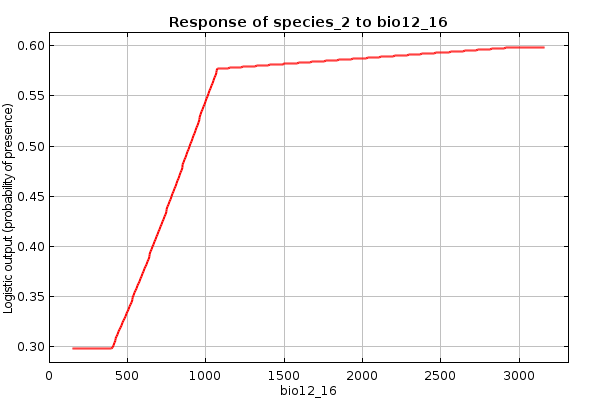 Response of species_2 to bio12_16
Logistic output (probability of presence)
0.60
0.55
0.50
0.45
0.40
0.35
0.30
0 500 1000 1500 2000 2500 3000
bio12_16